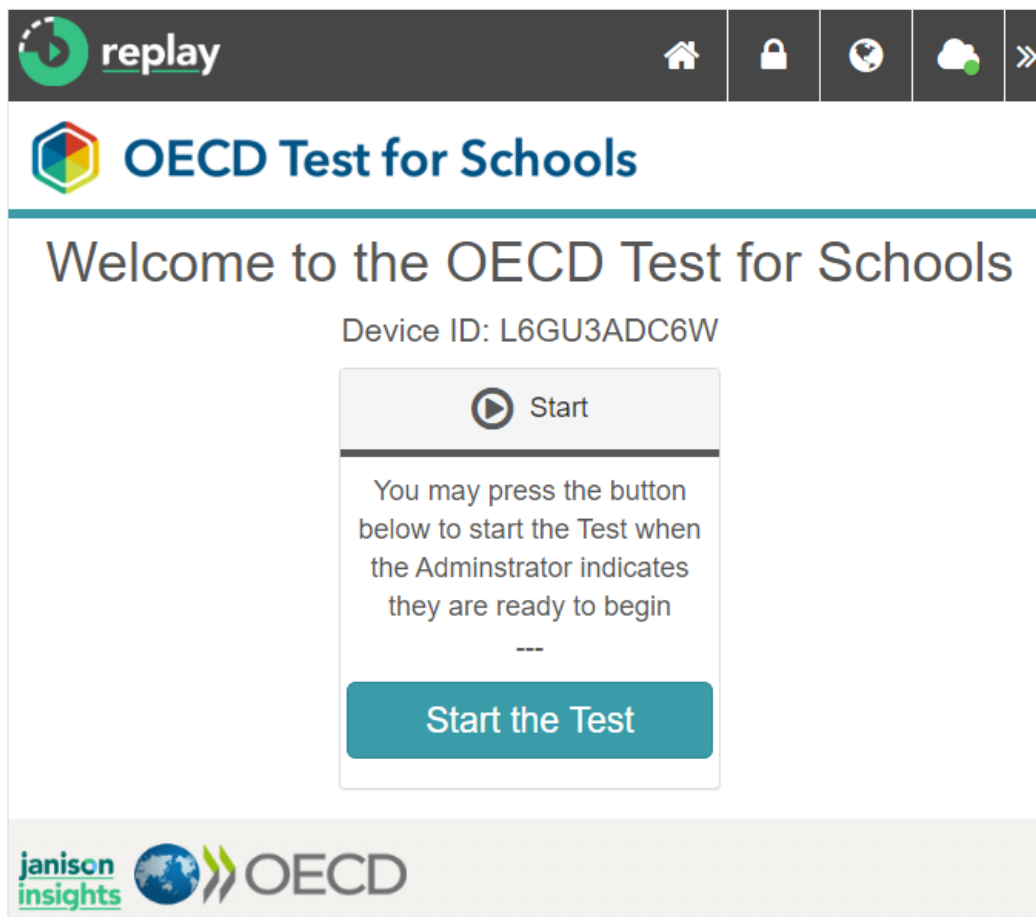 replay
OECD Test for Schools
Welcome to the OECD Test for Schools
Device ID: L6GU3ADC6W
Start
You may press the button
below to start the Test when
the Adminstrator indicates
they are ready to begin
---
Start the Test
janison
insights
OECD